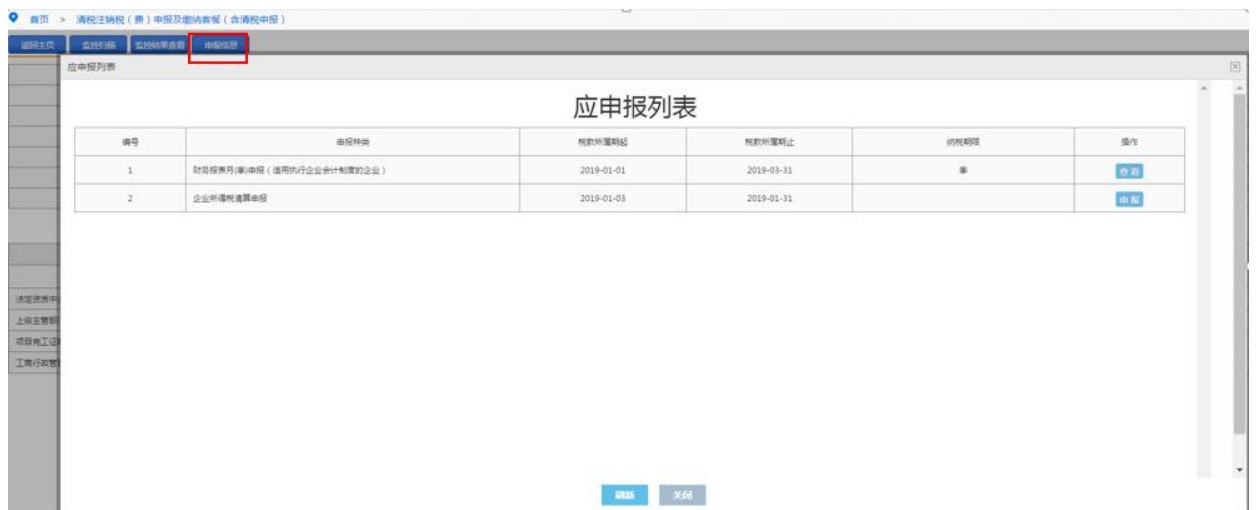 首页 > 清税注销税（费）申报及缴纳套餐（含清税申报）
返回主页 监控扫描 监控结果查看 申报信息
应申报列表
应申报列表
编号 申报种类 税款所属期起 税款所属期止 纳税期限 操作
1 财务报表月(季)申报（适用执行企业会计制度的企业） 2019-01-01 2019-03-31 季 查看
2 企业所得税清算申报 2019-01-03 2019-01-31 申报
法定资质中
上级主管部
项目完工证
工商行政管
刷新 关闭